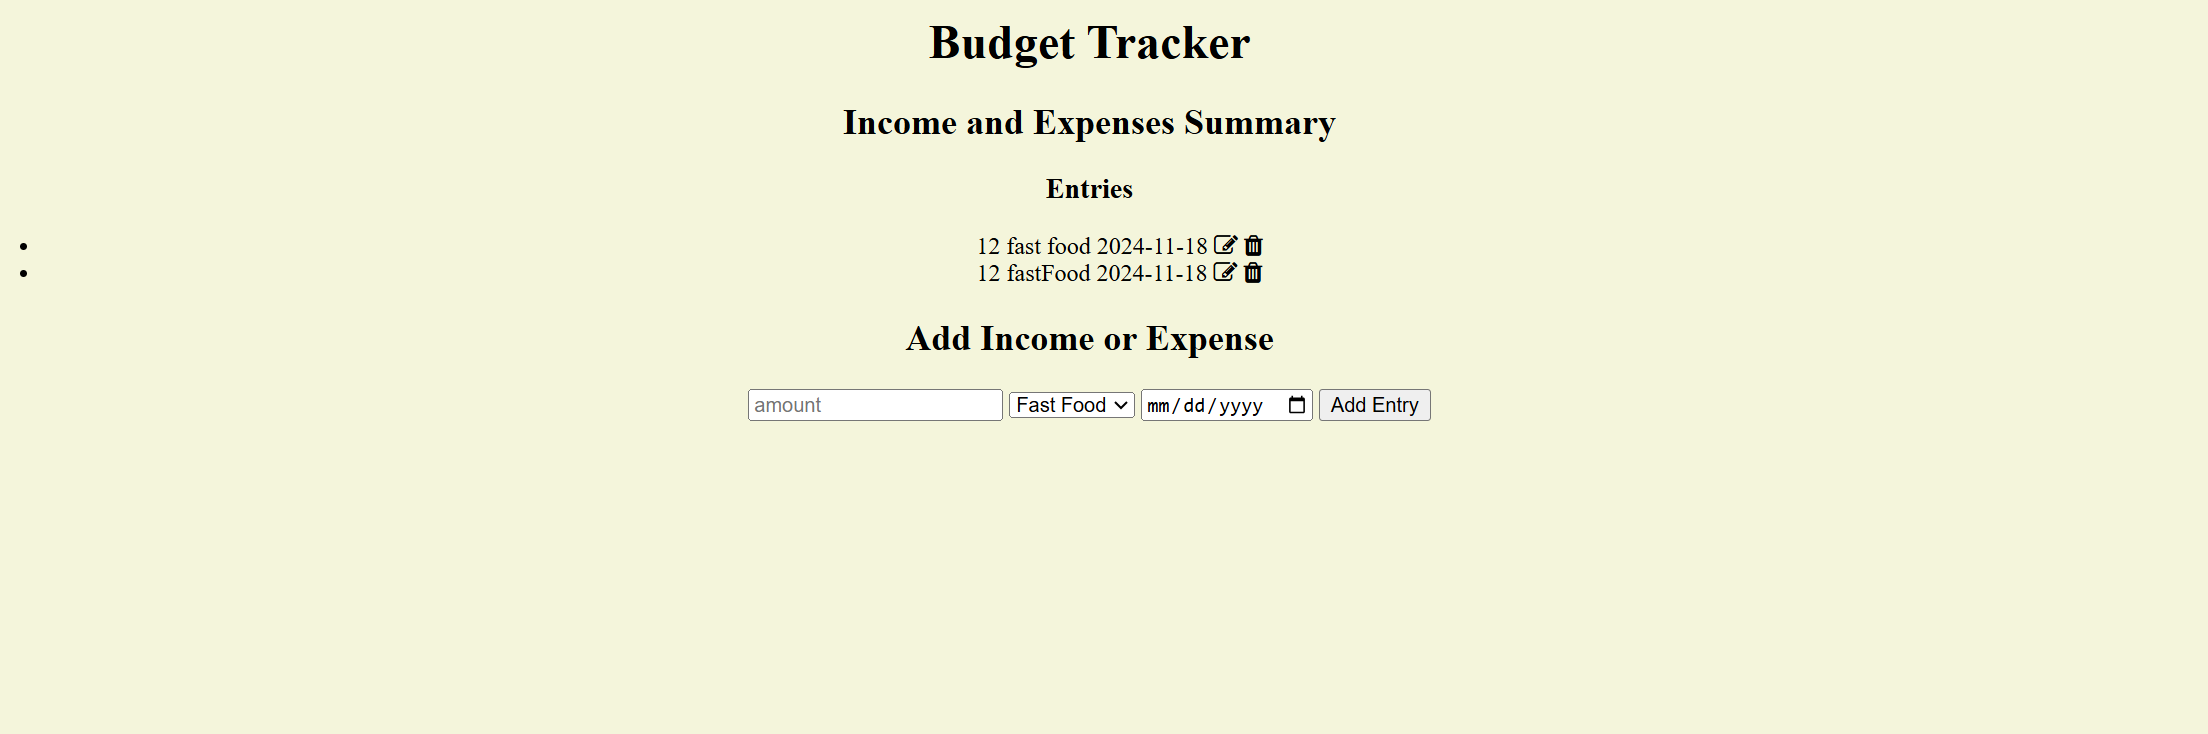 Budget Tracker
Income and Expenses Summary
Entries
12 fast food 2024-11-18
12 fastFood 2024-11-18
Add Income or Expense
amount Fast Food mm/dd/yyyy Add Entry